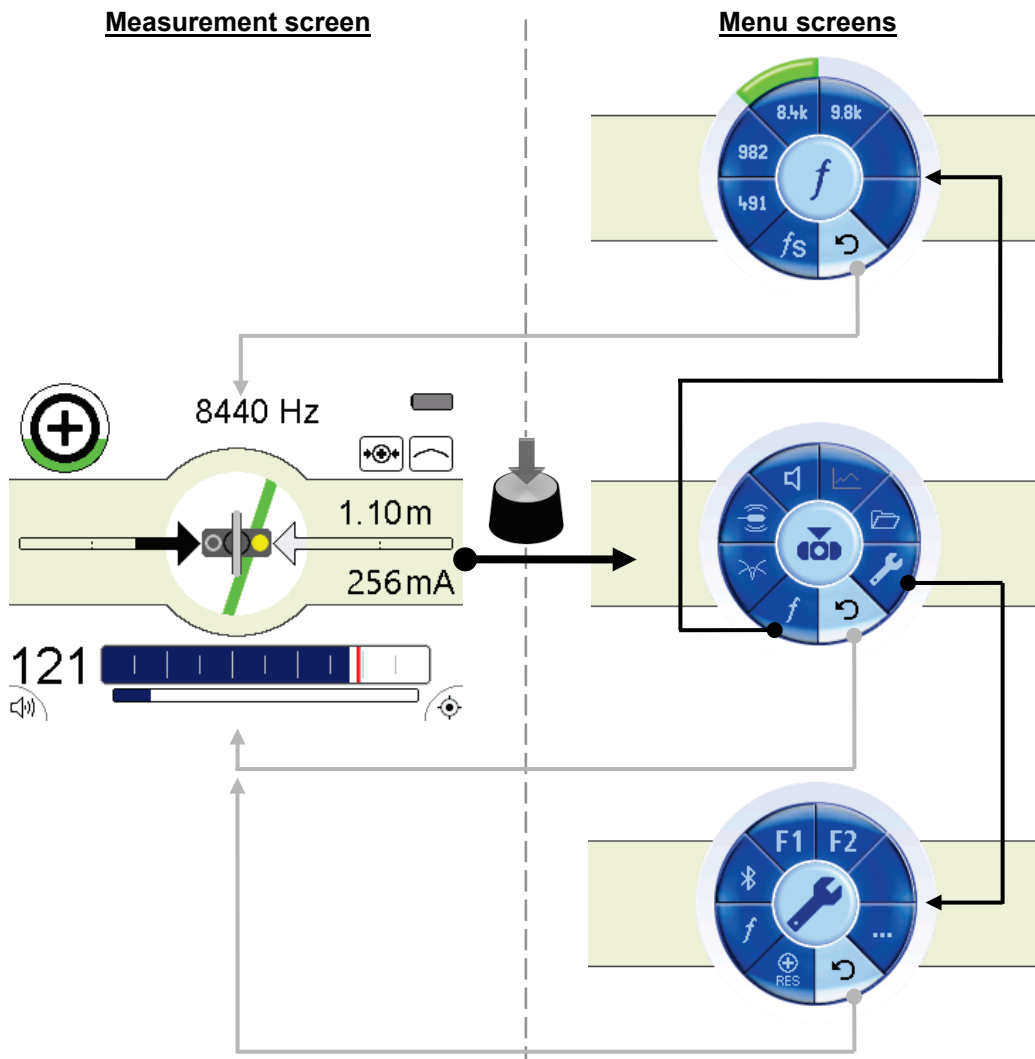 Measurement screen
Menu screens
8.4k 9.8k
982
491
fs
f
8440 Hz
1.10m
256mA
121
f
F1 F2
f
...
RES